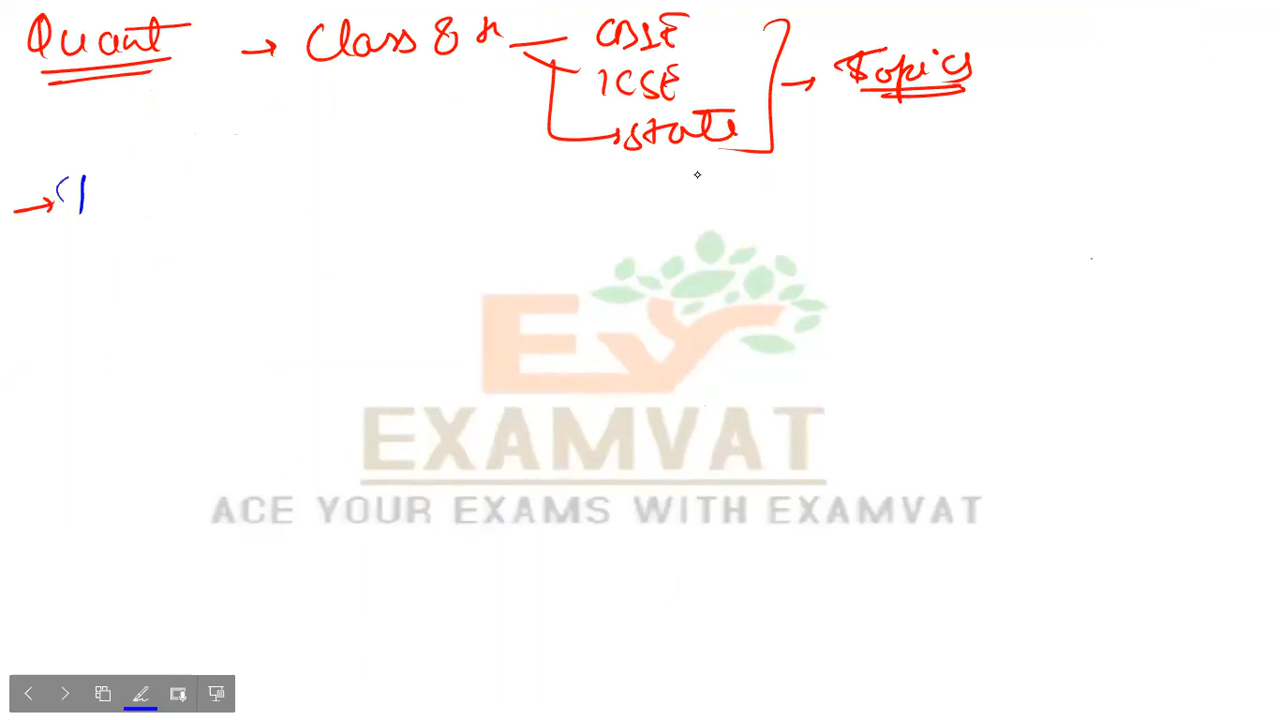 Quant → Class 8th CBSE
ICSE
State
→ Topics
→
EXAMVAT
ACE YOUR EXAMS WITH EXAMVAT